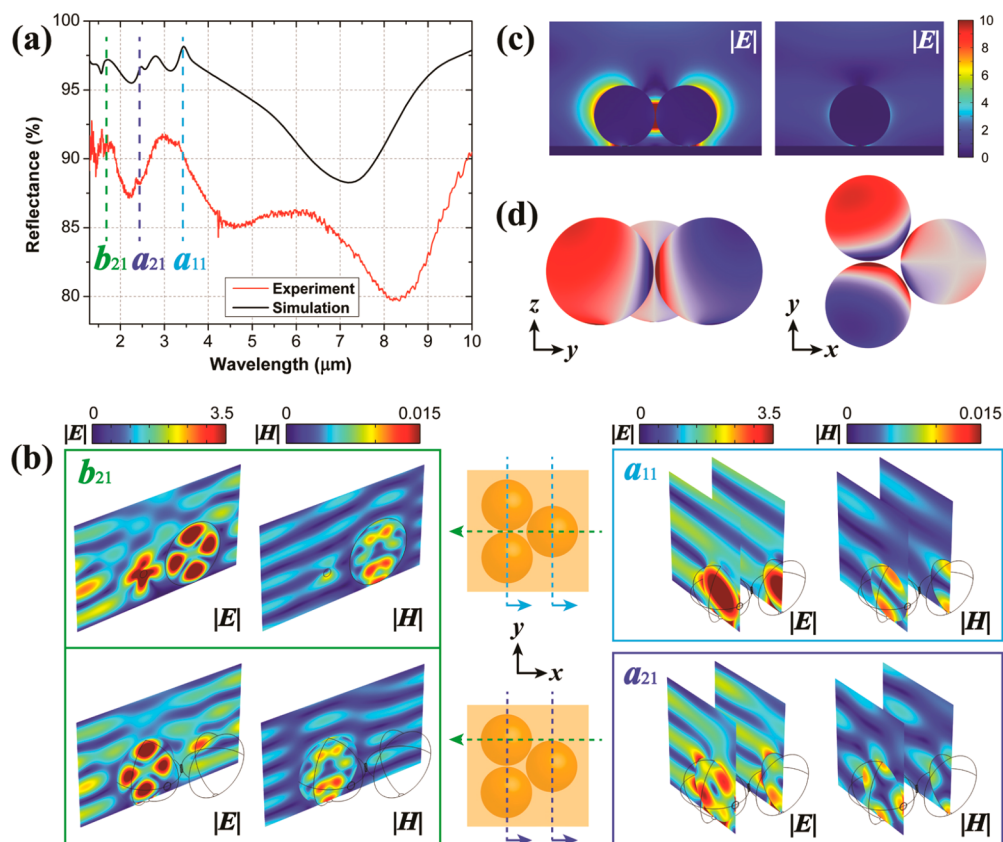 (a)
100
95
90
85
80
Reflectance (%)
b21
a21
a11
Experiment
Simulation
2 3 4 5 6 7 8 9 10
Wavelength (μm)
(c)
|E|
|E|
10
8
6
4
2
0
(d)
z
y
y
x
(b)
|E|
0 3.5
|H|
0 0.015
b21
|E|
|H|
|E|
|H|
y
x
|E|
0 3.5
|H|
0 0.015
a11
|E|
|H|
a21
|E|
|H|